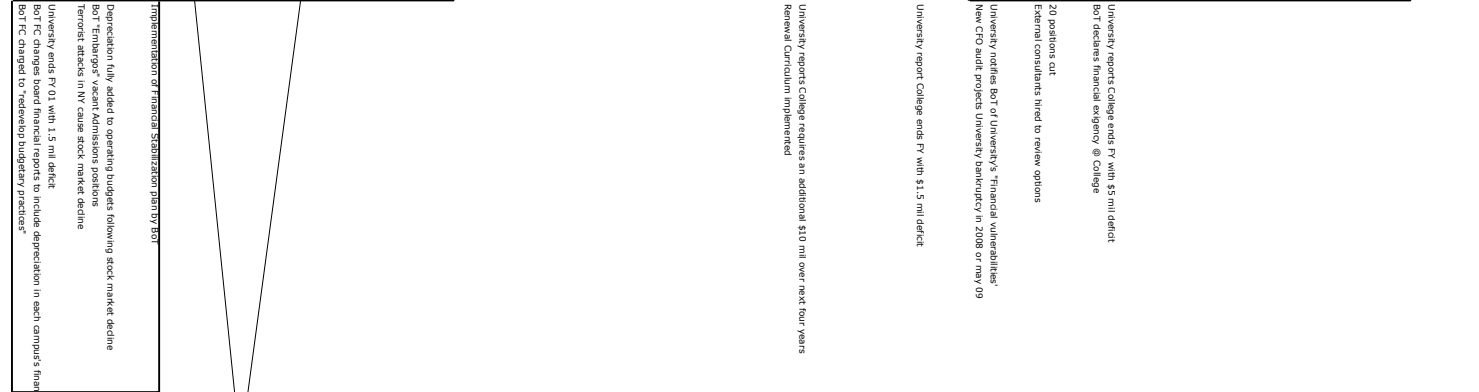 University reports College ends FY with $5 mil deficit
BoT declares financial exigency @ College
20 positions cut
External consultants hired to review options
University notifies BoT of University's "Financial vulnerabilities'
New CFO audit projects University bankruptcy in 2008 or may 09
University report College ends FY with $1.5 mil deficit
University reports College requires an additional $10 mil over next four years
Renewal Curriculum implemented
Implementation of Financial Stabilization plan by BoT
Depreciation fully added to operating budgets following stock market decline
BoT "Embargos" vacant Admissions positions
Terrorist attacks in NY cause stock market decline
University ends FY 01 with 1.5 mil deficit
BoT FC changes board financial reports to include depreciation in each campus's finan
BoT FC charged to "redevelop budgetary practices"